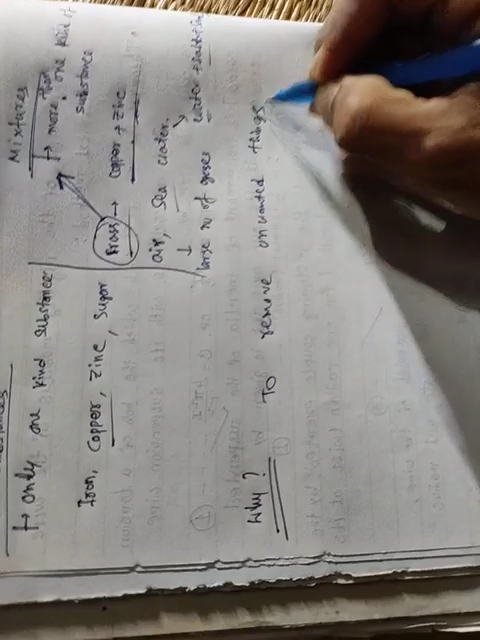 Mixtures
→ only one kind substance
→ more than one kind of substance
Iron, Copper, Zinc, Sugar
Brass → Copper + Zinc
air, Sea water.
large no of gases
water +
Why? To remove unwanted things